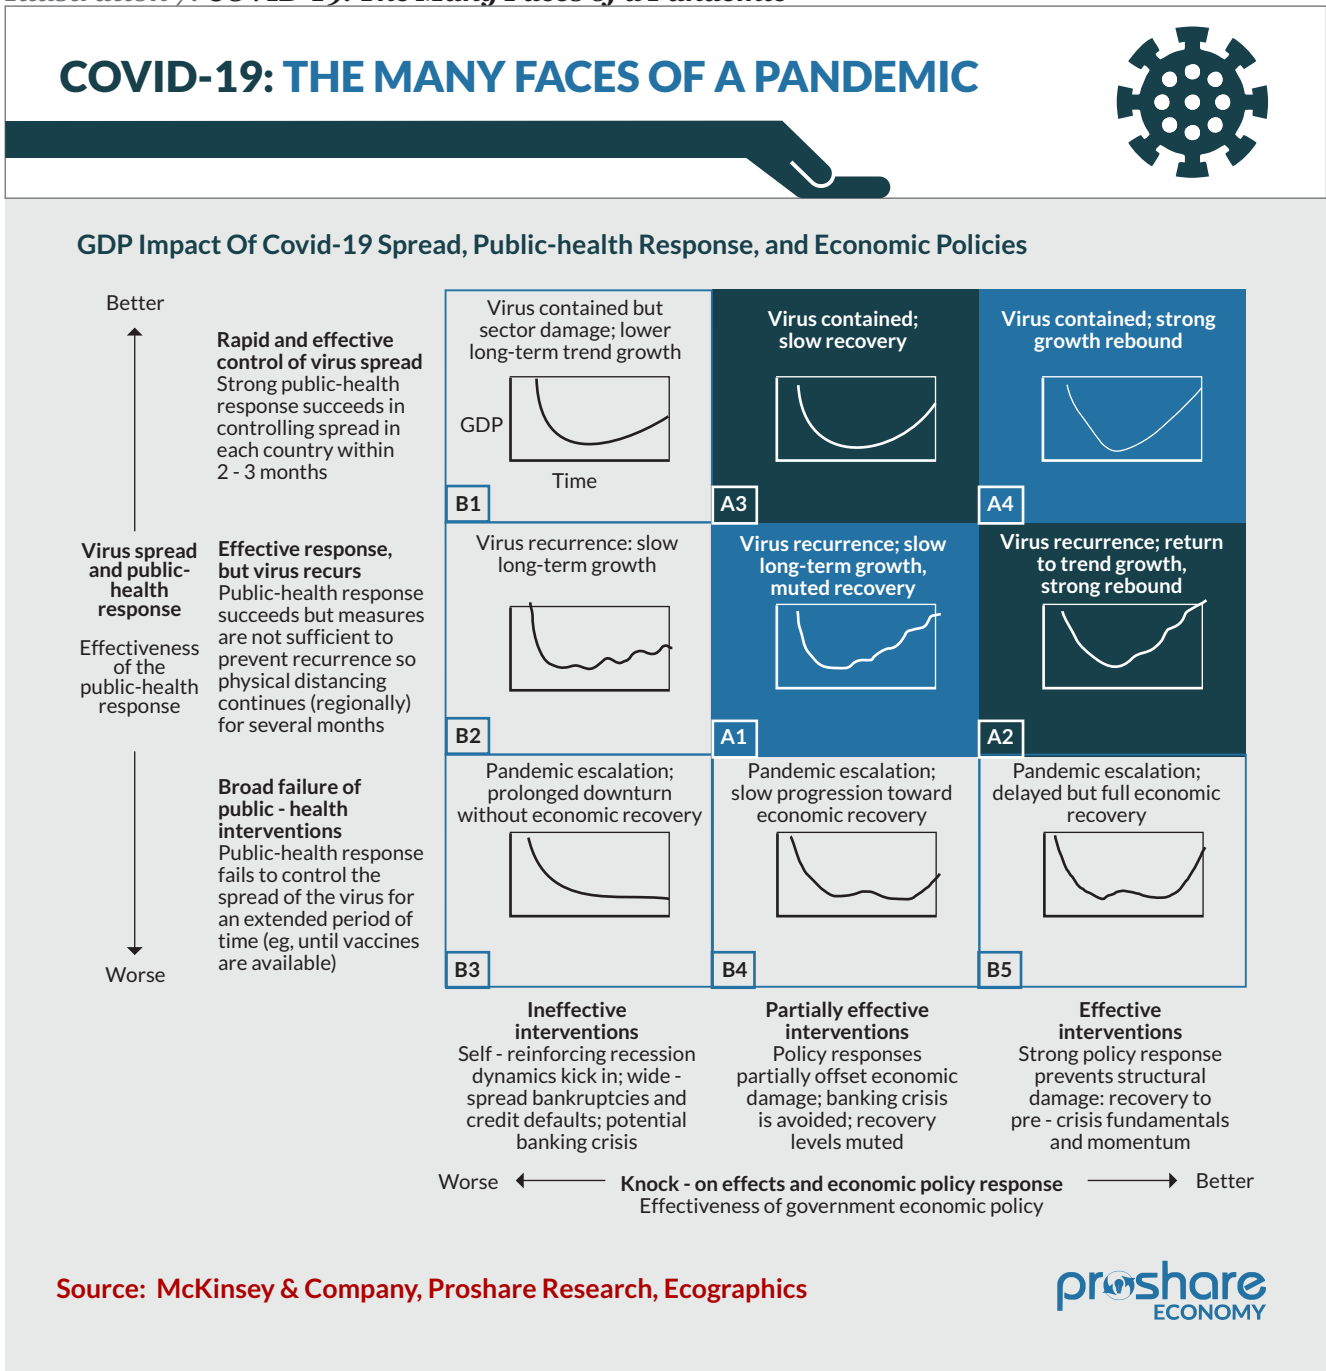 Illustration 7: COVID-19: The Many Faces of a Pandemic
COVID-19: THE MANY FACES OF A PANDEMIC
GDP Impact Of Covid-19 Spread, Public-health Response, and Economic Policies
Better
Virus spread
and public-
health
response
Effectiveness
of the
public-health
response
Worse
Rapid and effective
control of virus spread
Strong public-health
response succeeds in
controlling spread in
each country within
2 - 3 months
Virus contained but
sector damage; lower
long-term trend growth
GDP
Time
B1
Virus contained;
slow recovery
A3
Virus contained; strong
growth rebound
A4
Effective response,
but virus recurs
Public-health response
succeeds but measures
are not sufficient to
prevent recurrence so
physical distancing
continues (regionally)
for several months
Virus recurrence: slow
long-term growth
B2
Virus recurrence; slow
long-term growth,
muted recovery
A1
Virus recurrence; return
to trend growth,
strong rebound
A2
Broad failure of
public - health
interventions
Public-health response
fails to control the
spread of the virus for
an extended period of
time (eg, until vaccines
are available)
Pandemic escalation;
prolonged downturn
without economic recovery
B3
Pandemic escalation;
slow progression toward
economic recovery
B4
Pandemic escalation;
delayed but full economic
recovery
B5
Ineffective
interventions
Self - reinforcing recession
dynamics kick in; wide -
spread bankruptcies and
credit defaults; potential
banking crisis
Partially effective
interventions
Policy responses
partially offset economic
damage; banking crisis
is avoided; recovery
levels muted
Effective
interventions
Strong policy response
prevents structural
damage: recovery to
pre - crisis fundamentals
and momentum
Worse
Knock - on effects and economic policy response
Better
Effectiveness of government economic policy
Source: McKinsey & Company, Proshare Research, Ecographics
proshare
ECONOMY